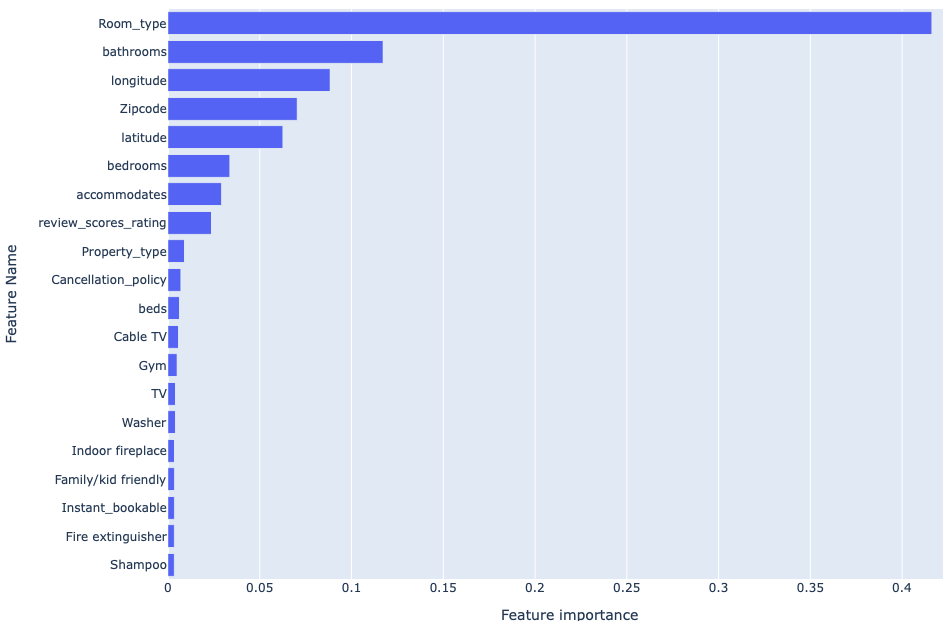 Room_type
bathrooms
longitude
Zipcode
latitude
bedrooms
accommodates
review_scores_rating
Property_type
Cancellation_policy
beds
Cable TV
Gym
TV
Washer
Indoor fireplace
Family/kid friendly
Instant_bookable
Fire extinguisher
Shampoo
Feature Name
0 0.05 0.1 0.15 0.2 0.25 0.3 0.35 0.4
Feature importance